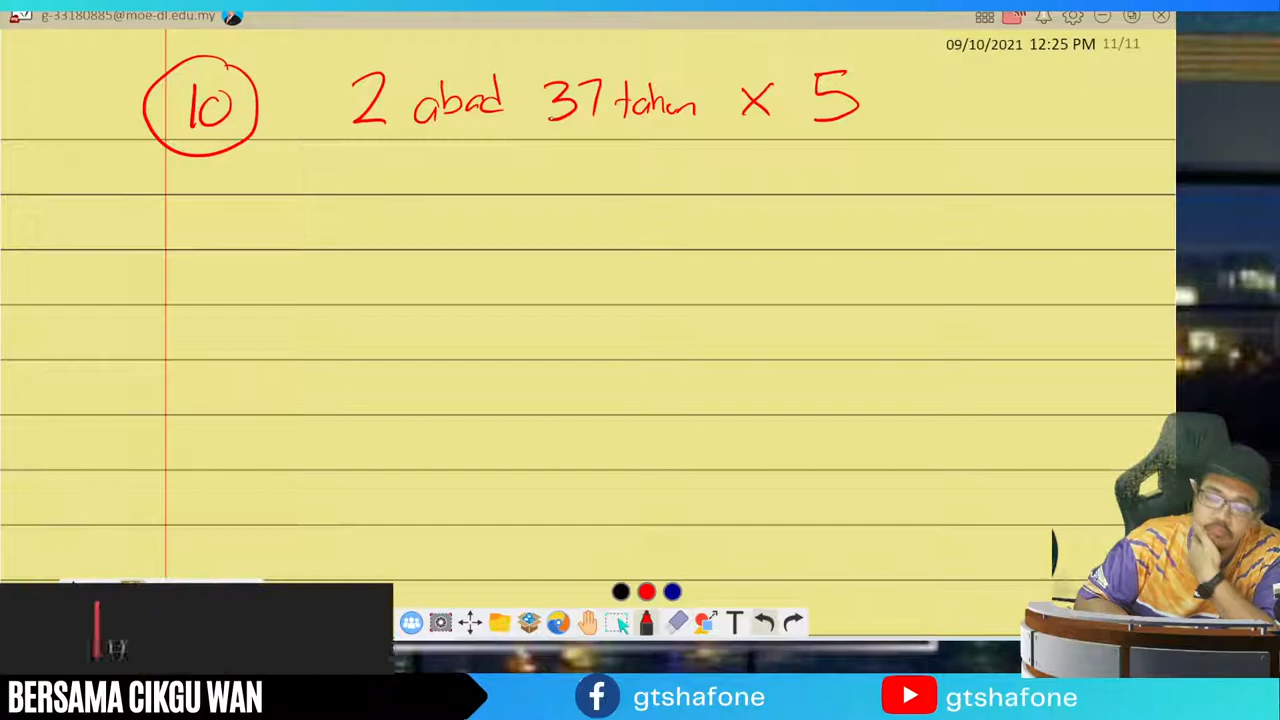 g-33180885@moe-dl.edu.my
09/10/2021 12:25 PM 11/11
10 2 abad 37 tahun x 5
T
BERSAMA CIKGU WAN
gtshafone
gtshafone